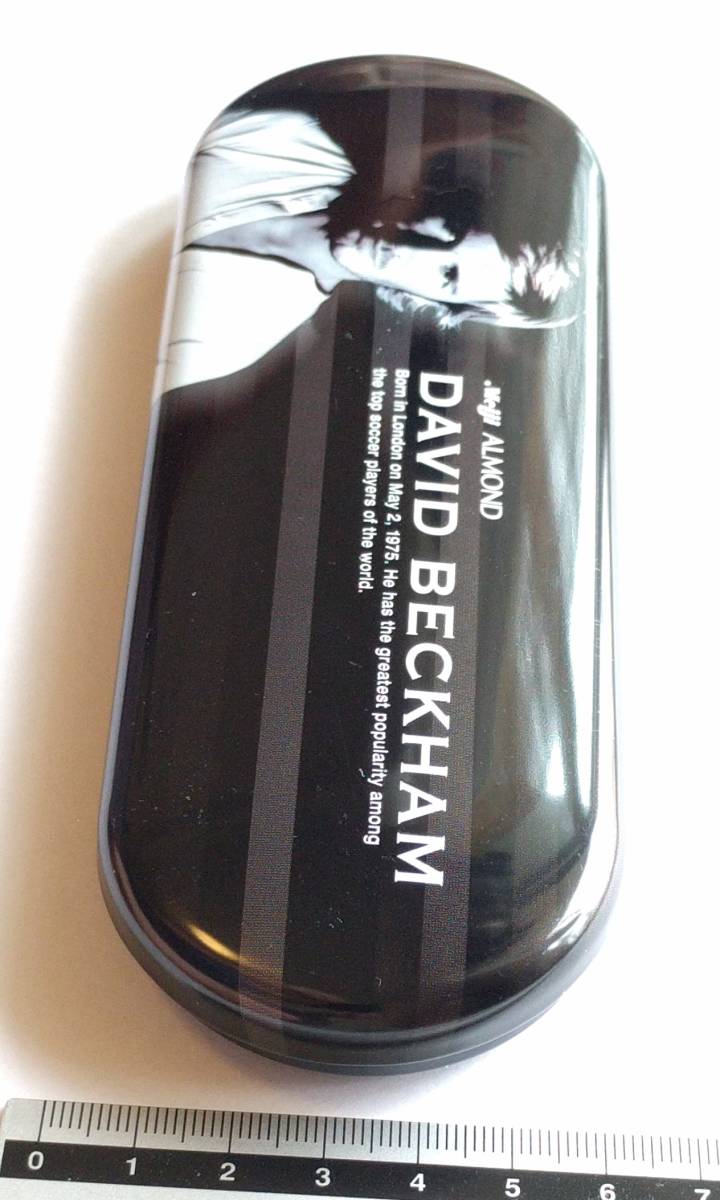 Meiji ALMOND
DAVID BECKHAM
Born in London on May 2, 1975. He has the greatest popularity among
the top soccer players of the world.
0 1 2 3 4 5 6 7